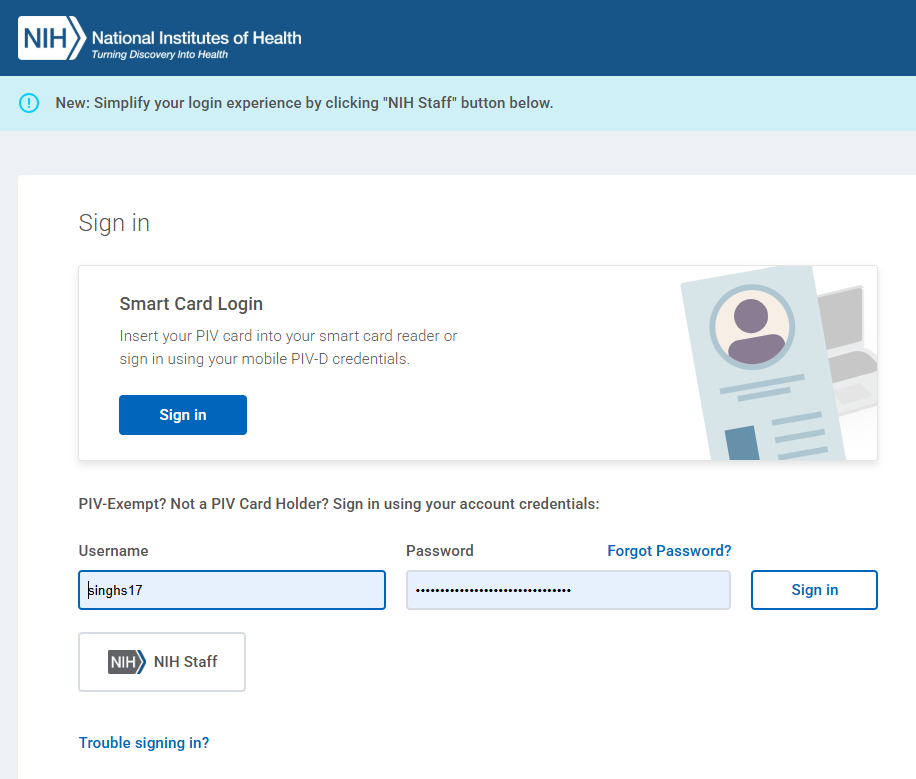 NIH National Institutes of Health
Turning Discovery Into Health
New: Simplify your login experience by clicking "NIH Staff" button below.
Sign in
Smart Card Login
Insert your PIV card into your smart card reader or
sign in using your mobile PIV-D credentials.
Sign in
PIV-Exempt? Not a PIV Card Holder? Sign in using your account credentials:
Username
Password
Forgot Password?
singhs17
•••••••••••••••••••••••••••••••
Sign in
NIH NIH Staff
Trouble signing in?